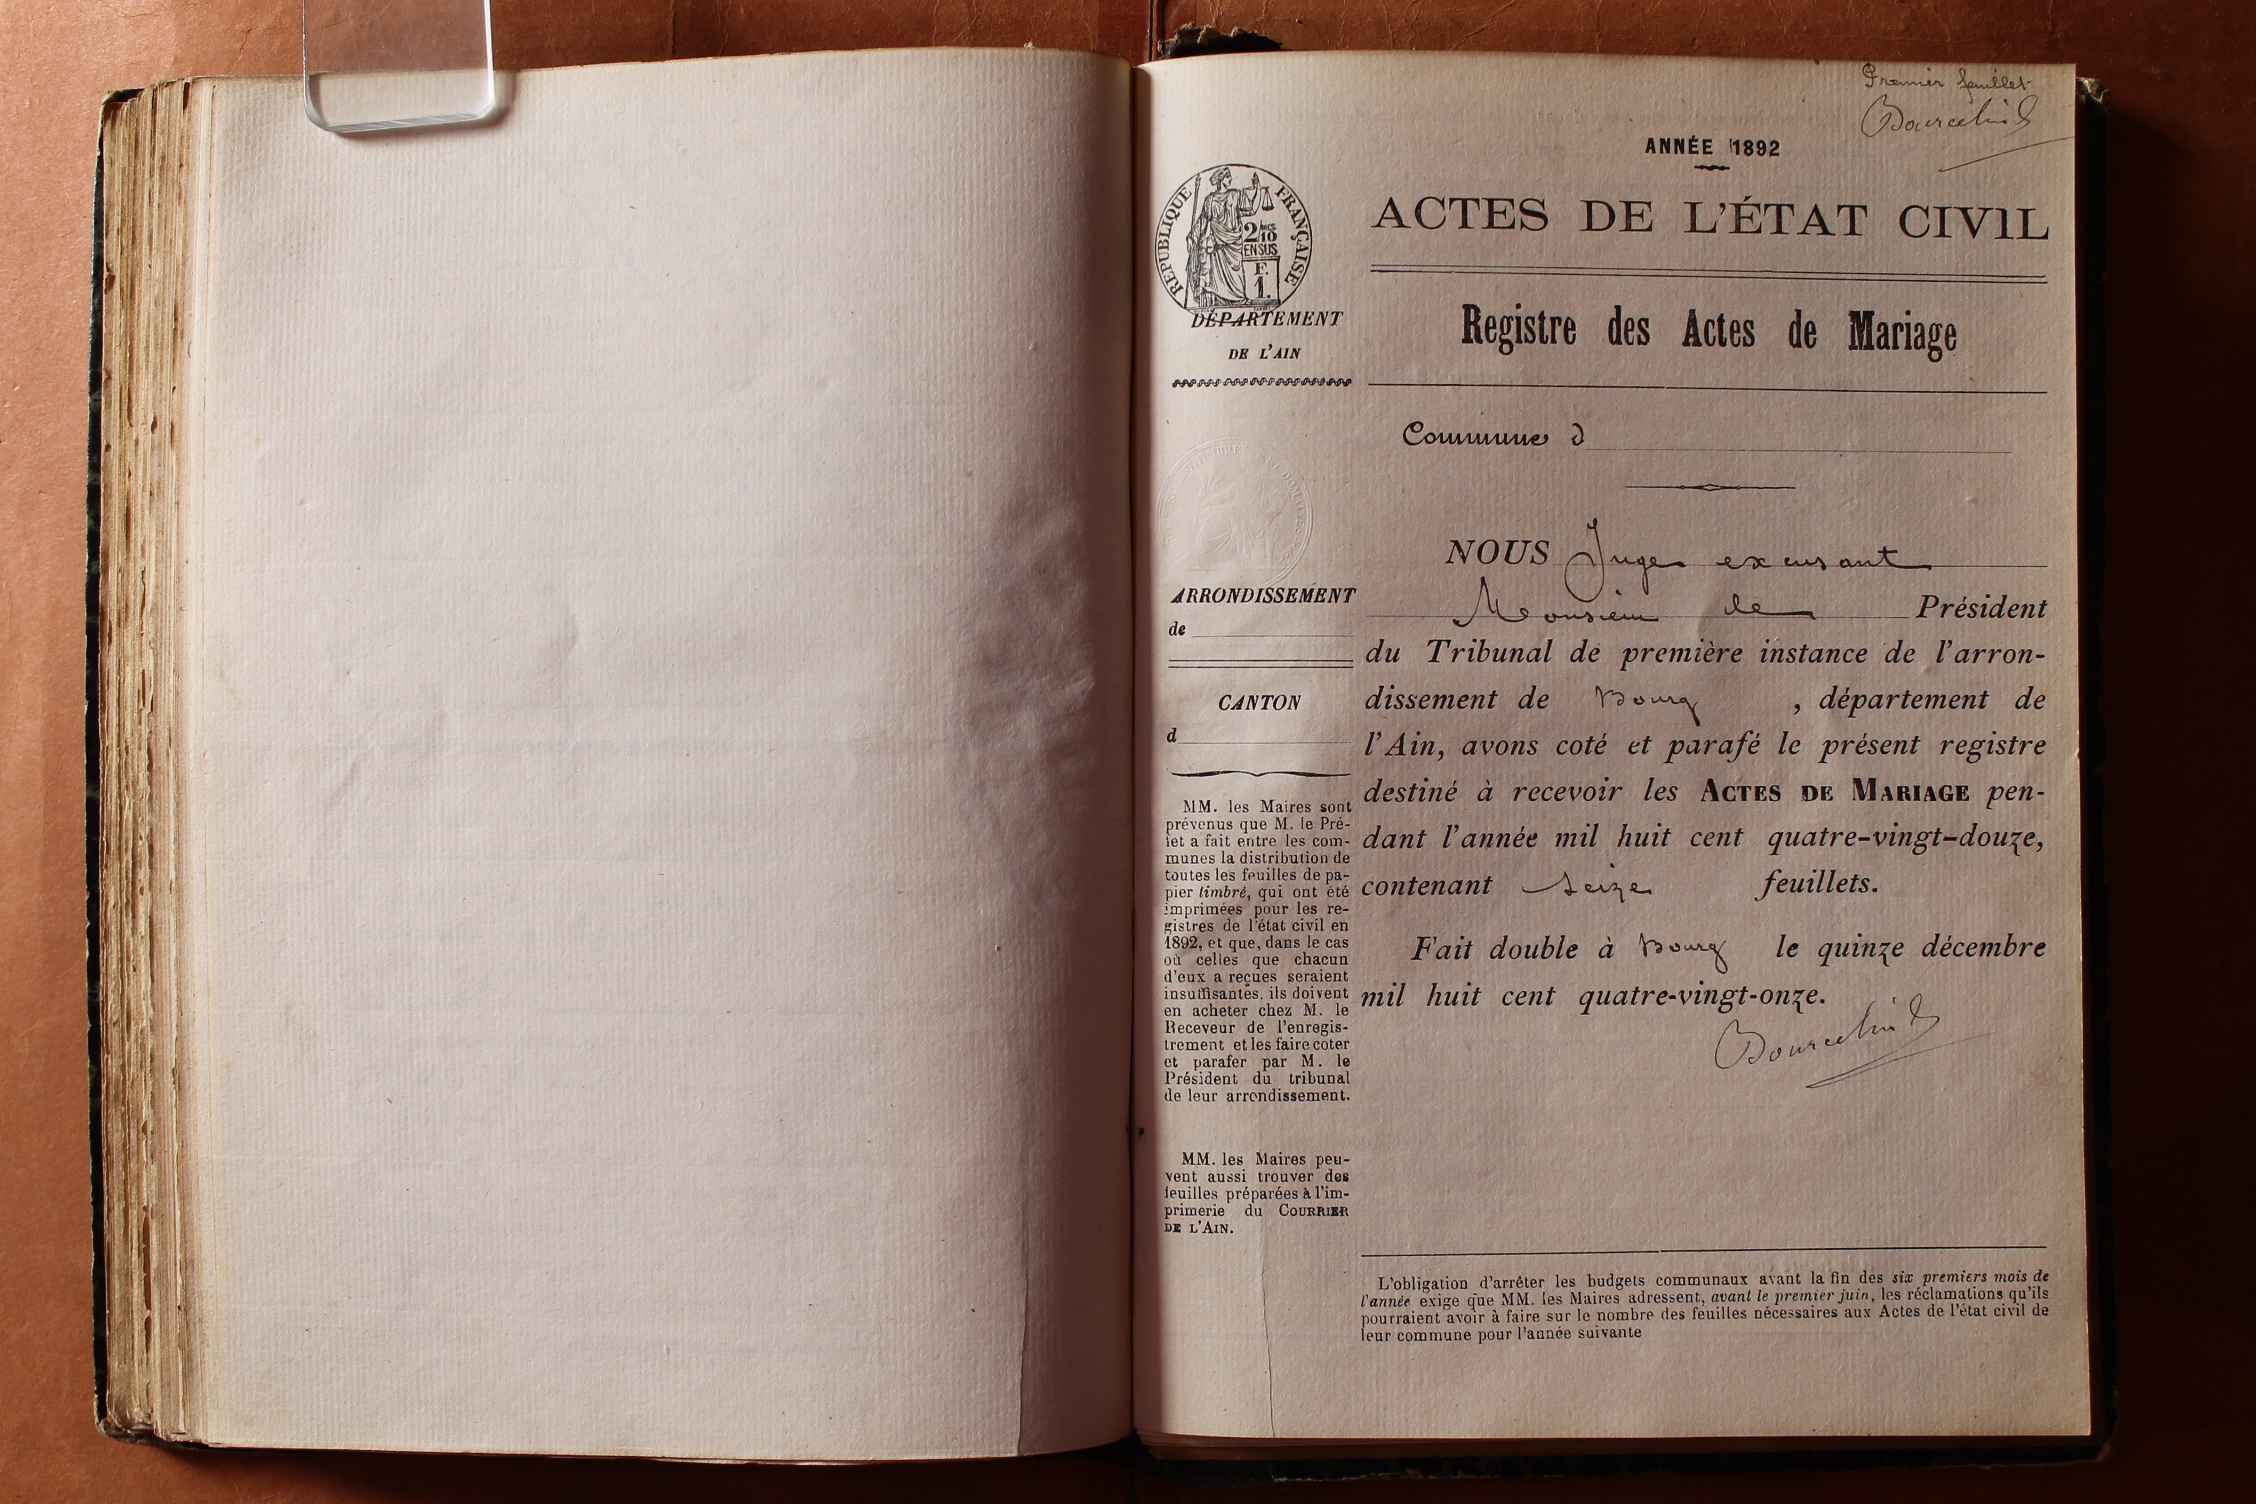 Premier feuillet
ANNÉE 1892
ACTES DE L'ÉTAT CIVIL
RÉPUBLIQUE FRANÇAISE
2/10
EN SUS
F.
1.
DÉPARTEMENT
DE L'AIN
Registre des Actes de Mariage
Commune d
ARRONDISSEMENT
de
CANTON
d
MM. les Maires sont
prévenus que M. le Pré-
fet a fait entre les com-
munes la distribution de
toutes les feuilles de pa-
pier timbré, qui ont été
imprimées pour les re-
gistres de l'état civil en
1892, et que, dans le cas
où celles que chacun
d'eux a reçues seraient
insuffisantes, ils doivent
en acheter chez M. le
Receveur de l'enregis-
trement et les faire coter
et parafer par M. le
Président du tribunal
de leur arrondissement.
MM. les Maires peu-
vent aussi trouver des
feuilles préparées à l'im-
primerie du COURRIER
DE L'AIN.
NOUS Juge excusant
Monsieur le Président
du Tribunal de première instance de l'arron-
dissement de Bourg , département de
l'Ain, avons coté et parafé le présent registre
destiné à recevoir les ACTES DE MARIAGE pen-
dant l'année mil huit cent quatre-vingt-douze,
contenant seize feuillets.
Fait double à Bourg le quinze décembre
mil huit cent quatre-vingt-onze.
L'obligation d'arrêter les budgets communaux avant la fin des six premiers mois de
l'année exige que MM. les Maires adressent, avant le premier juin, les réclamations qu'ils
pourraient avoir à faire sur le nombre des feuilles nécessaires aux Actes de l'état civil de
leur commune pour l'année suivante